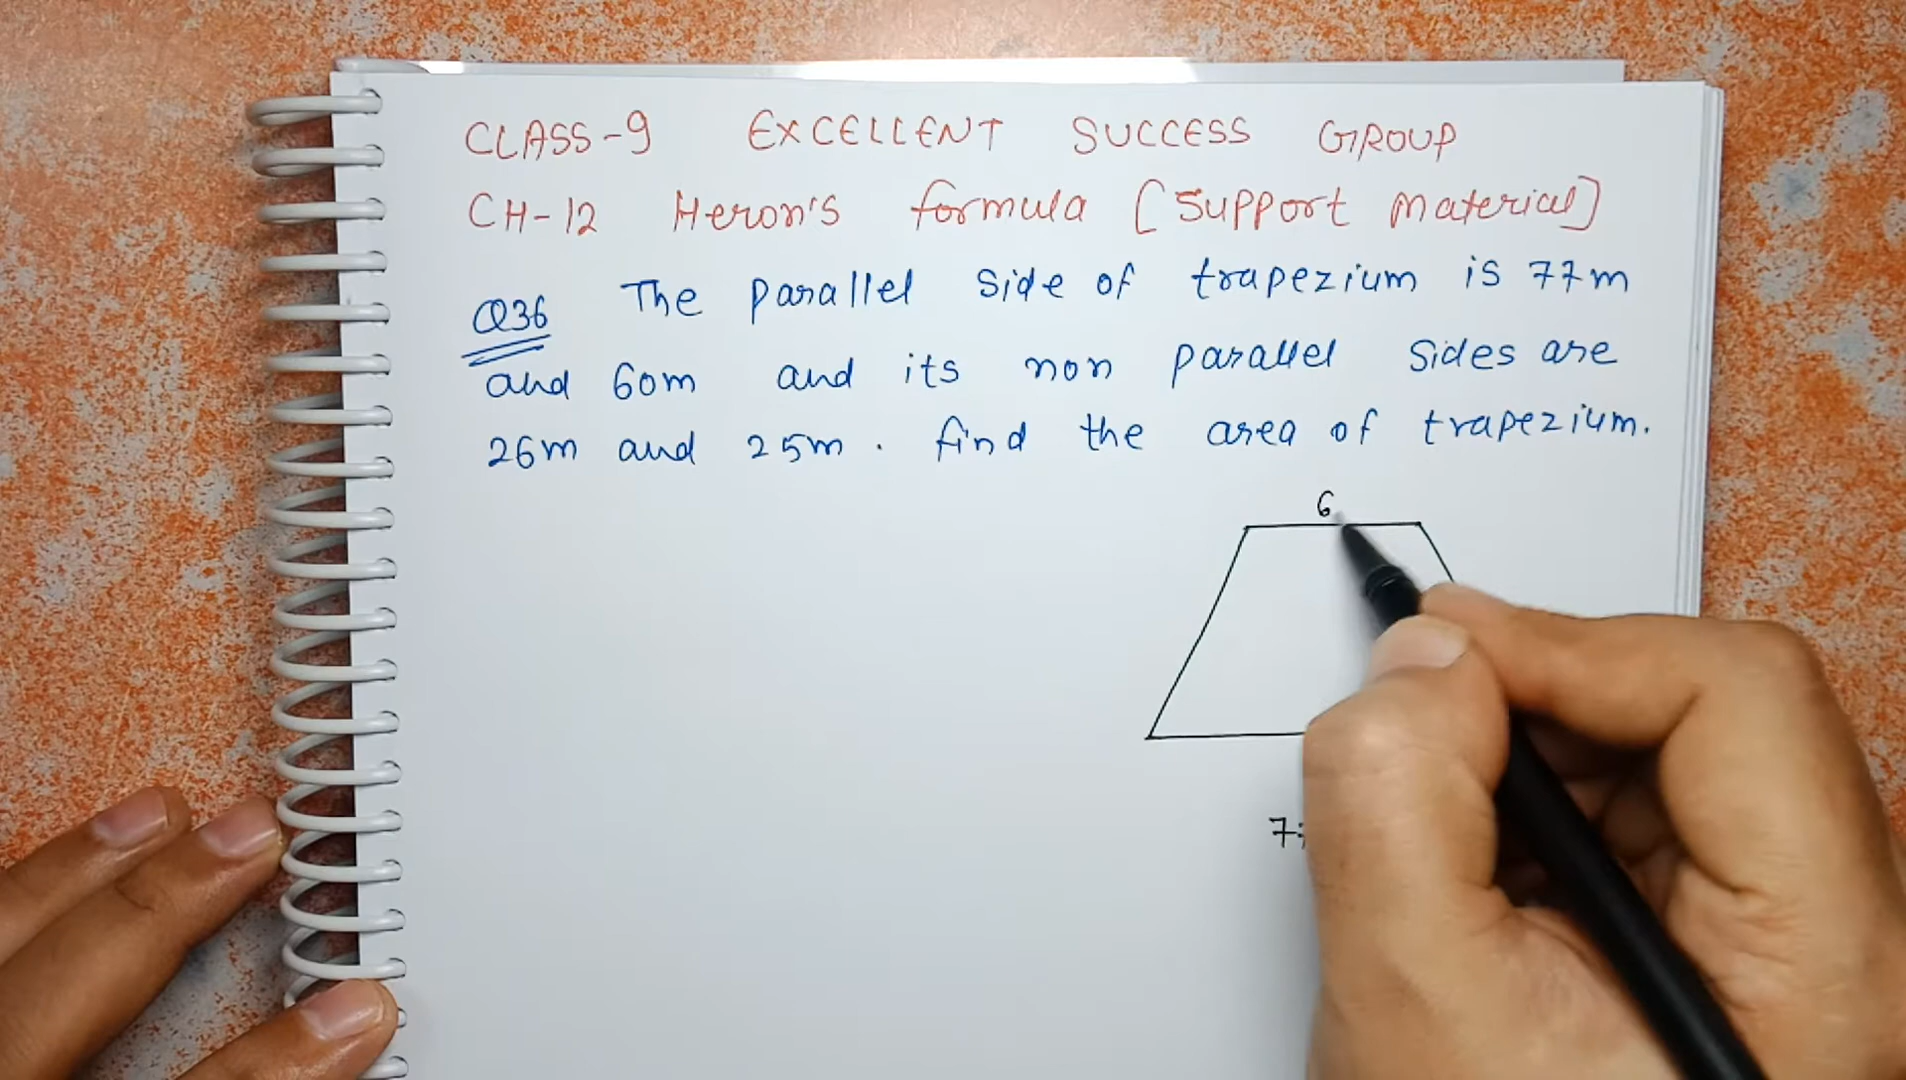 CLASS-9 EXCELLENT SUCCESS GROUP
CH-12 Heron's formula [Support Material]
Q36 The parallel side of trapezium is 77m
and 60m and its non parallel sides are
26m and 25m. find the area of trapezium.
6
77